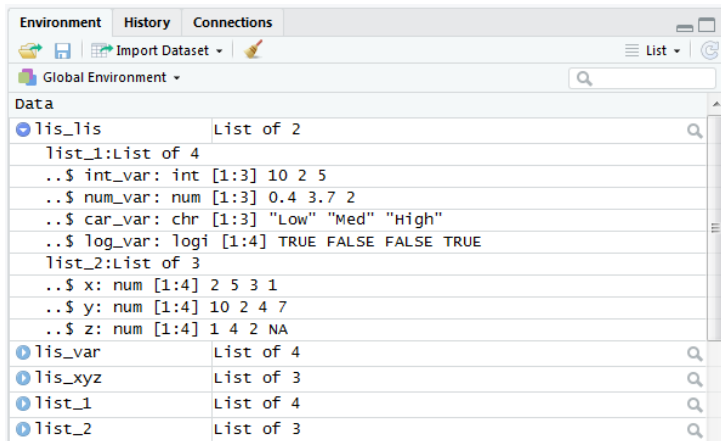 Environment History Connections
Import Dataset List
Global Environment
Data
lis_lis List of 2
list_1:List of 4
..$ int_var: int [1:3] 10 2 5
..$ num_var: num [1:3] 0.4 3.7 2
..$ car_var: chr [1:3] "Low" "Med" "High"
..$ log_var: logi [1:4] TRUE FALSE FALSE TRUE
list_2:List of 3
..$ x: num [1:4] 2 5 3 1
..$ y: num [1:4] 10 2 4 7
..$ z: num [1:4] 1 4 2 NA
lis_var List of 4
lis_xyz List of 3
list_1 List of 4
list_2 List of 3